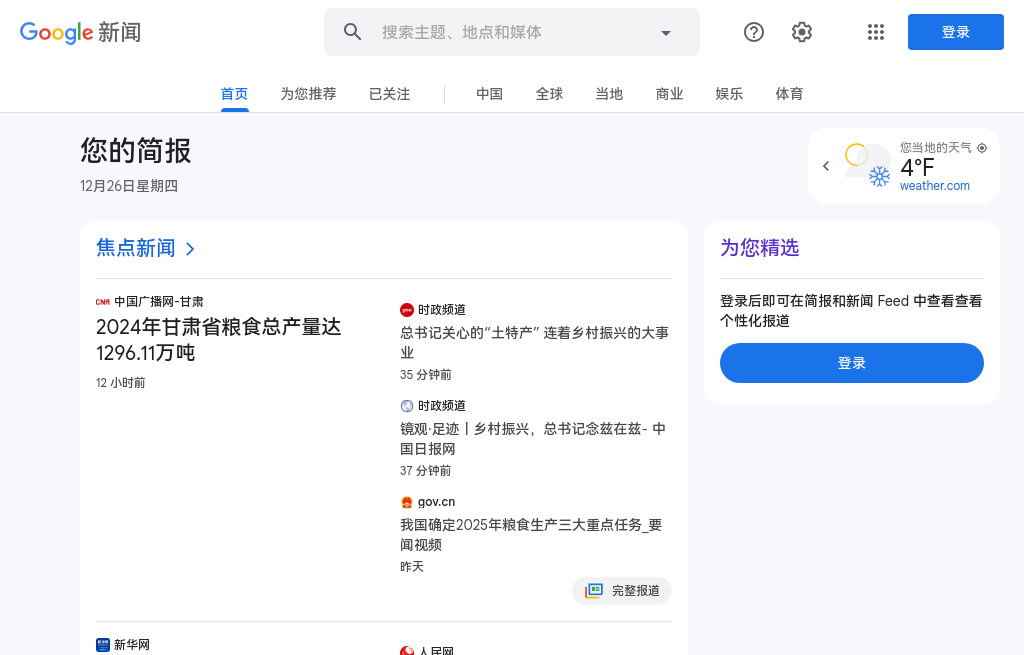 Google 新闻
搜索主题、地点和媒体
登录
首页
为您推荐
已关注
中国
全球
当地
商业
娱乐
体育
您的简报
12月26日星期四
您当地的天气
4°F
weather.com
焦点新闻
CNR 中国广播网-甘肃
2024年甘肃省粮食总产量达
1296.11万吨
12 小时前
时政频道
总书记关心的“土特产” 连着乡村振兴的大事
业
35 分钟前
时政频道
镜观·足迹丨乡村振兴，总书记念兹在兹- 中
国日报网
37 分钟前
gov.cn
我国确定2025年粮食生产三大重点任务_要
闻视频
昨天
完整报道
新华网
人民网
为您精选
登录后即可在简报和新闻 Feed 中查看查看
个性化报道
登录